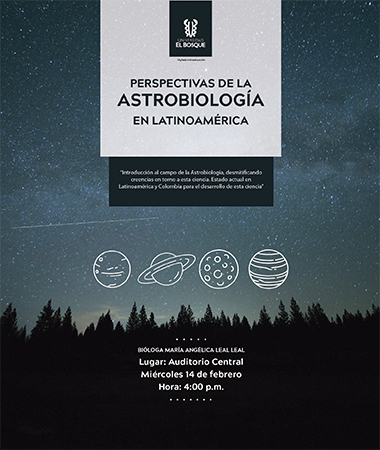 UNIVERSIDAD
EL BOSQUE
PERSPECTIVAS DE LA
ASTROBIOLOGÍA
EN LATINOAMÉRICA
"Introducción al campo de la Astrobiología, desmitificando
creencias en torno a esta ciencia. Estado actual en
Latinoamérica y Colombia para el desarrollo de esta ciencia"
BIÓLOGA MARÍA ANGÉLICA LEAL LEAL
Lugar: Auditorio Central
Miércoles 14 de febrero
Hora: 4:00 p.m.